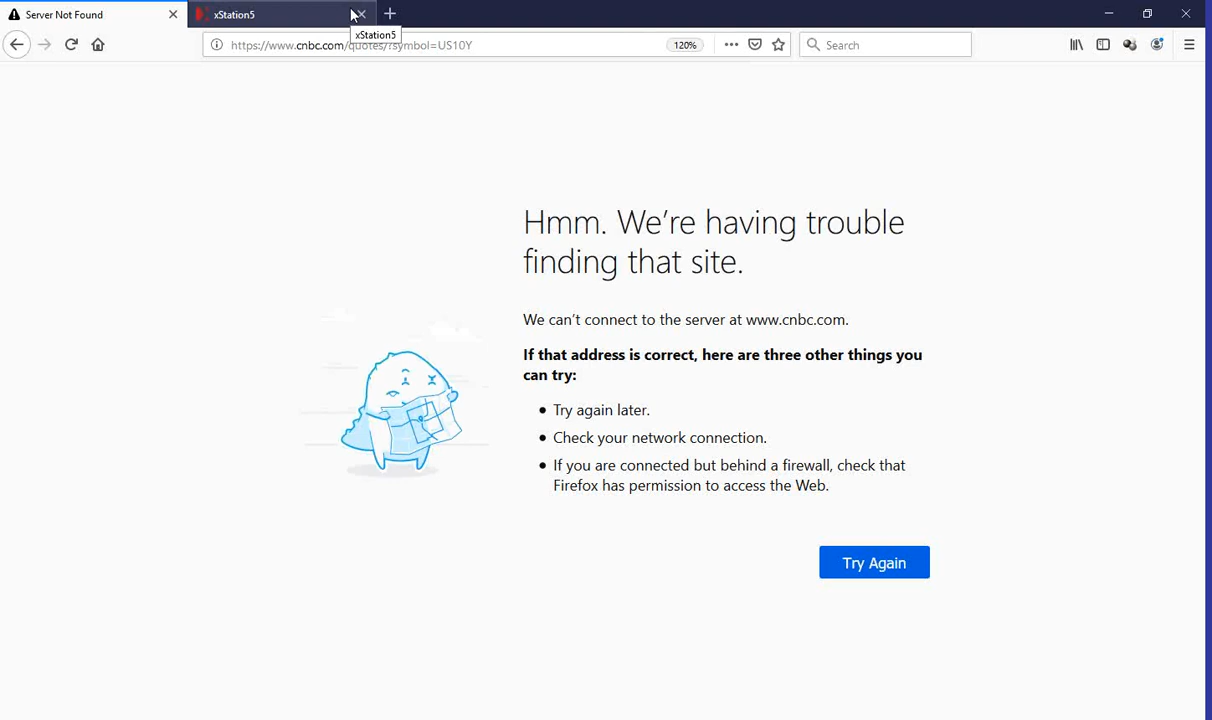 Server Not Found
xStation5
xStation5
https://www.cnbc.com/quotes/?symbol=US10Y
120%
Search
Hmm. We're having trouble
finding that site.
We can't connect to the server at www.cnbc.com.
If that address is correct, here are three other things you
can try:
Try again later.
Check your network connection.
If you are connected but behind a firewall, check that
Firefox has permission to access the Web.
Try Again